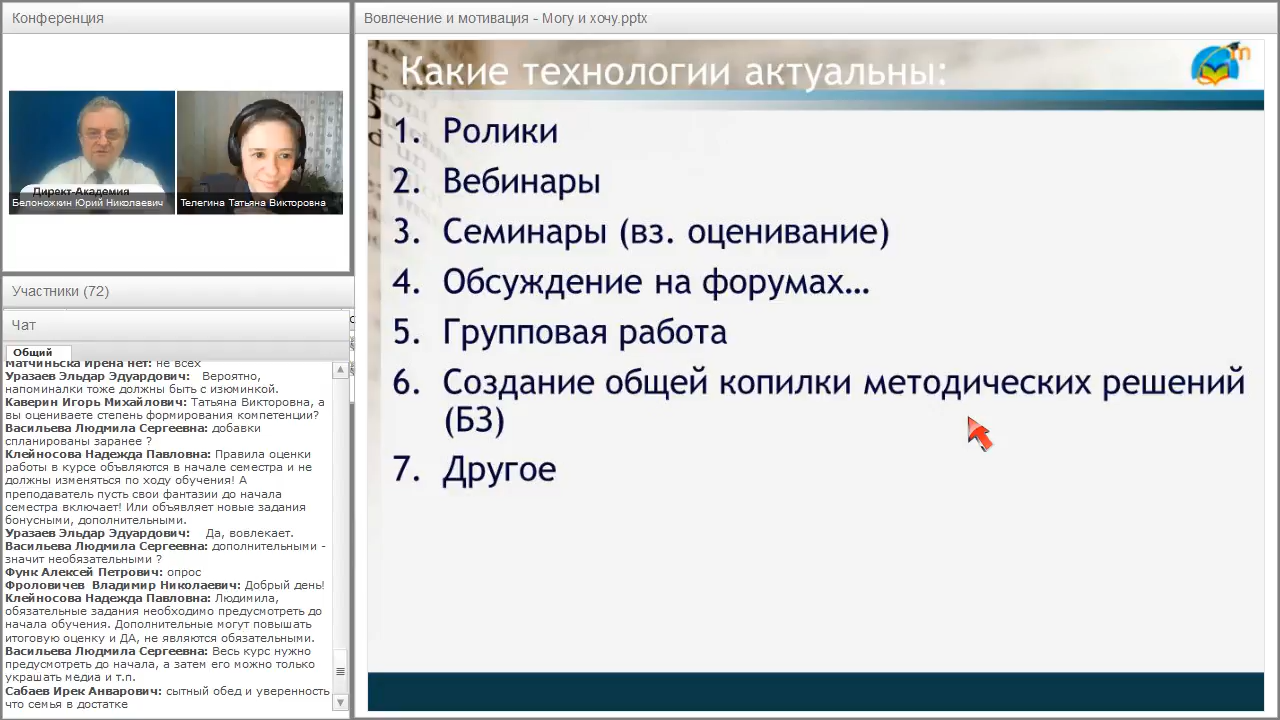 Конференция
Вовлечение и мотивация - Могу и хочу.pptx
Директ-Академия
Белоножкин Юрий Николаевич
Телегина Татьяна Викторовна
Участники (72)
Чат
Общий
Матчиньска Ирена нет: не всех
Уразаев Эльдар Эдуардович: Вероятно,
напоминалки тоже должны быть с изюминкой.
Каверин Игорь Михайлович: Татьяна Викторовна, а
вы оцениваете степень формирования компетенции?
Васильева Людмила Сергеевна: добавки
спланированы заранее ?
Клейносова Надежда Павловна: Правила оценки
работы в курсе объвляются в начале семестра и не
должны изменятся по ходу обучения! А
преподаватель пусть свои фантазии до начала
семестра включает! Или объявляет новые задания
бонусными, дополнительными.
Уразаев Эльдар Эдуардович: Да, вовлекает.
Васильева Людмила Сергеевна: дополнительными -
значит необязательными ?
Функ Алексей Петрович: опрос
Фроловичев Владимир Николаевич: Добрый день!
Клейносова Надежда Павловна: Людмила,
обязательные задания необходимо предусмотреть до
начала обучения. Дополнительные могут повышать
итоговую оценку и ДА, не являются обязательными.
Васильева Людмила Сергеевна: Весь курс нужно
предусмотреть до начала, а затем его можно только
украшать медиа и т.п.
Сабаев Ирек Анварович: сытный обед и уверенность
что семья в достатке
Какие технологии актуальны:
1. Ролики
2. Вебинары
3. Семинары (вз. оценивание)
4. Обсуждение на форумах…
5. Групповая работа
6. Создание общей копилки методических решений
(БЗ)
7. Другое